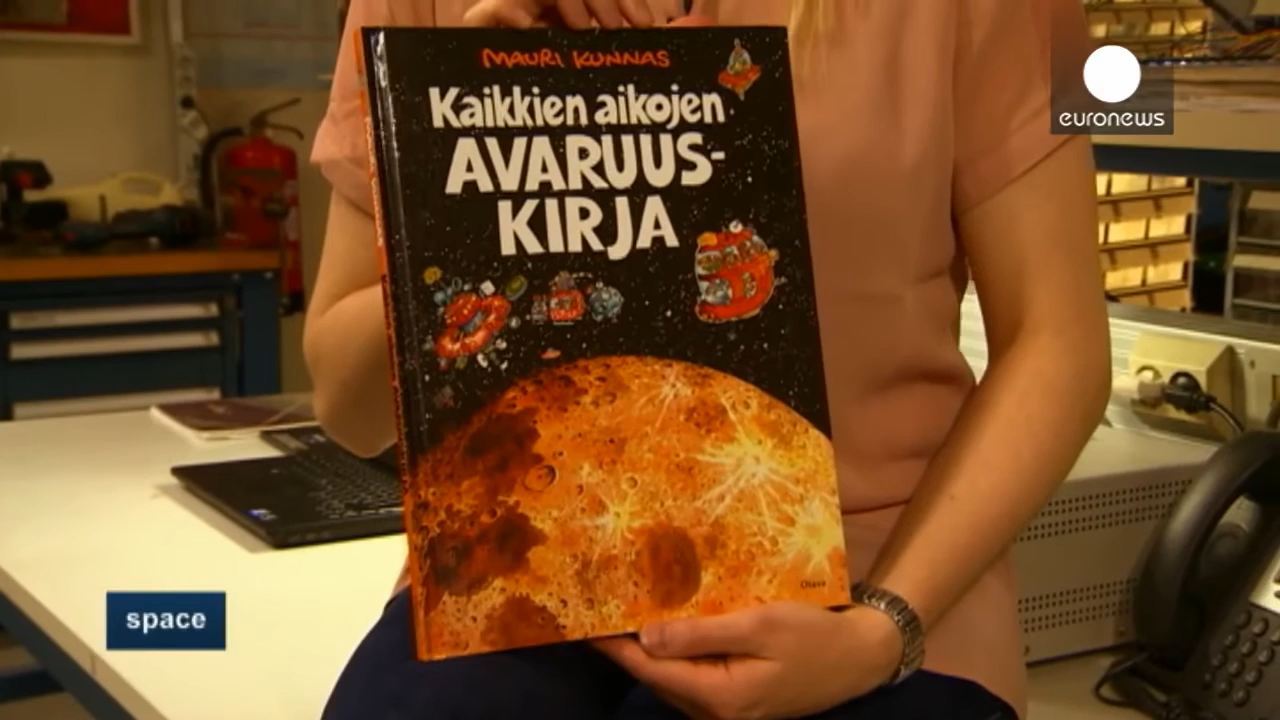 MAURI KUNNAS
Kaikkien aikojen
AVARUUS-
KIRJA
Otava
euronews
space